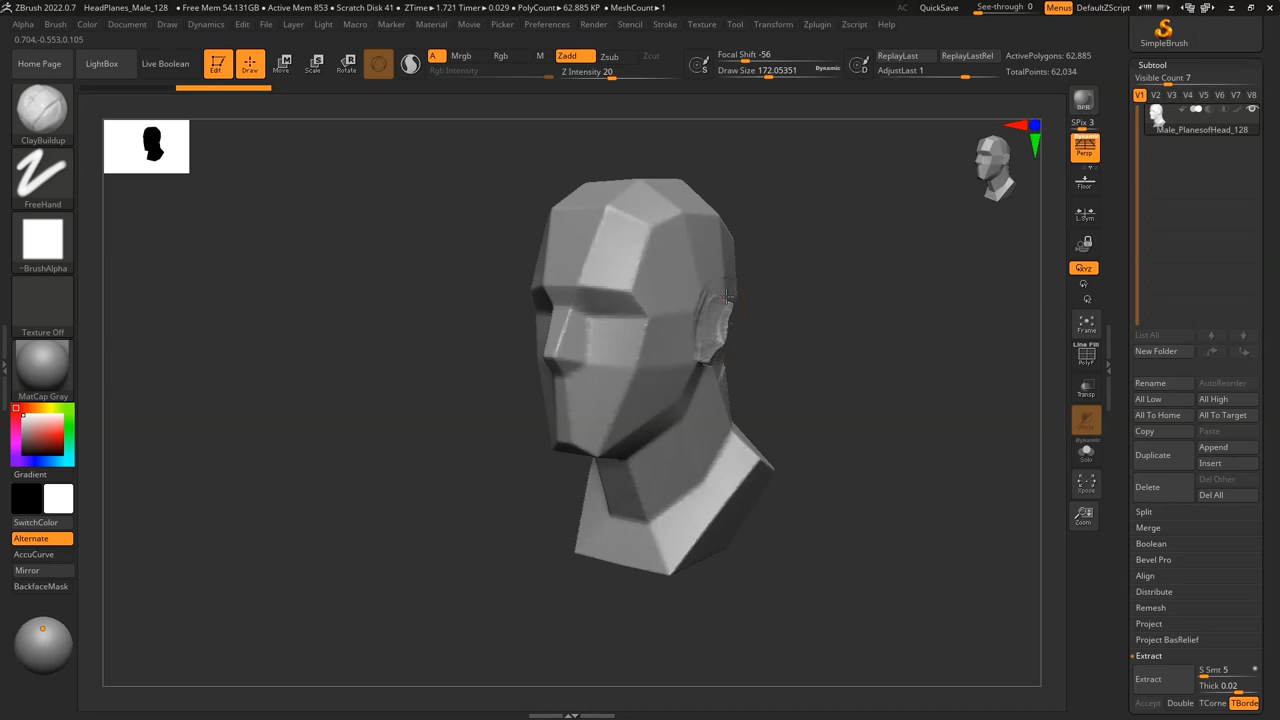 ZBrush 2022.0.7 HeadPlanes_Male_128 • Free Mem 54.131GB • Active Mem 853 • Scratch Disk 41 • ZTime►1.721 Timer►0.029 • PolyCount►62.885 KP • MeshCount►1 AC QuickSave See-through 0 Menus DefaultZScript
Alpha Brush Color Document Draw Dynamics Edit File Layer Light Macro Marker Material Movie Picker Preferences Render Stencil Stroke Texture Tool Transform Zplugin Zscript Help
0.704,-0.553,0.105
Home Page LightBox Live Boolean Edit Draw Move Scale Rotate A Mrgb Rgb M Zadd Zsub Zcut
Rgb Intensity Z Intensity 20
Focal Shift -56
Draw Size 172.05351 Dynamic
S
D
ReplayLast ReplayLastRel
AdjustLast 1
ActivePolygons: 62,885
TotalPoints: 62,034
ClayBuildup
FreeHand
~BrushAlpha
Texture Off
MatCap Gray
Gradient
SwitchColor
Alternate
AccuCurve
Mirror
BackfaceMask
BPR
SPix 3
Dynamic
Persp
Floor
L.Sym
XYZ
Frame
Line Fill
PolyF
Transp
Dynamic
Solo
Xpose
Zoom
SimpleBrush
Subtool
Visible Count 7
V1 V2 V3 V4 V5 V6 V7 V8
Male_PlanesofHead_128
List All
New Folder
Rename AutoReorder
All Low All High
All To Home All To Target
Copy Paste
Duplicate Append
Insert
Delete Del Other
Del All
Split
Merge
Boolean
Bevel Pro
Align
Distribute
Remesh
Project
Project BasRelief
Extract
Extract S Smt 5
Thick 0.02
Accept Double TCorne TBorde